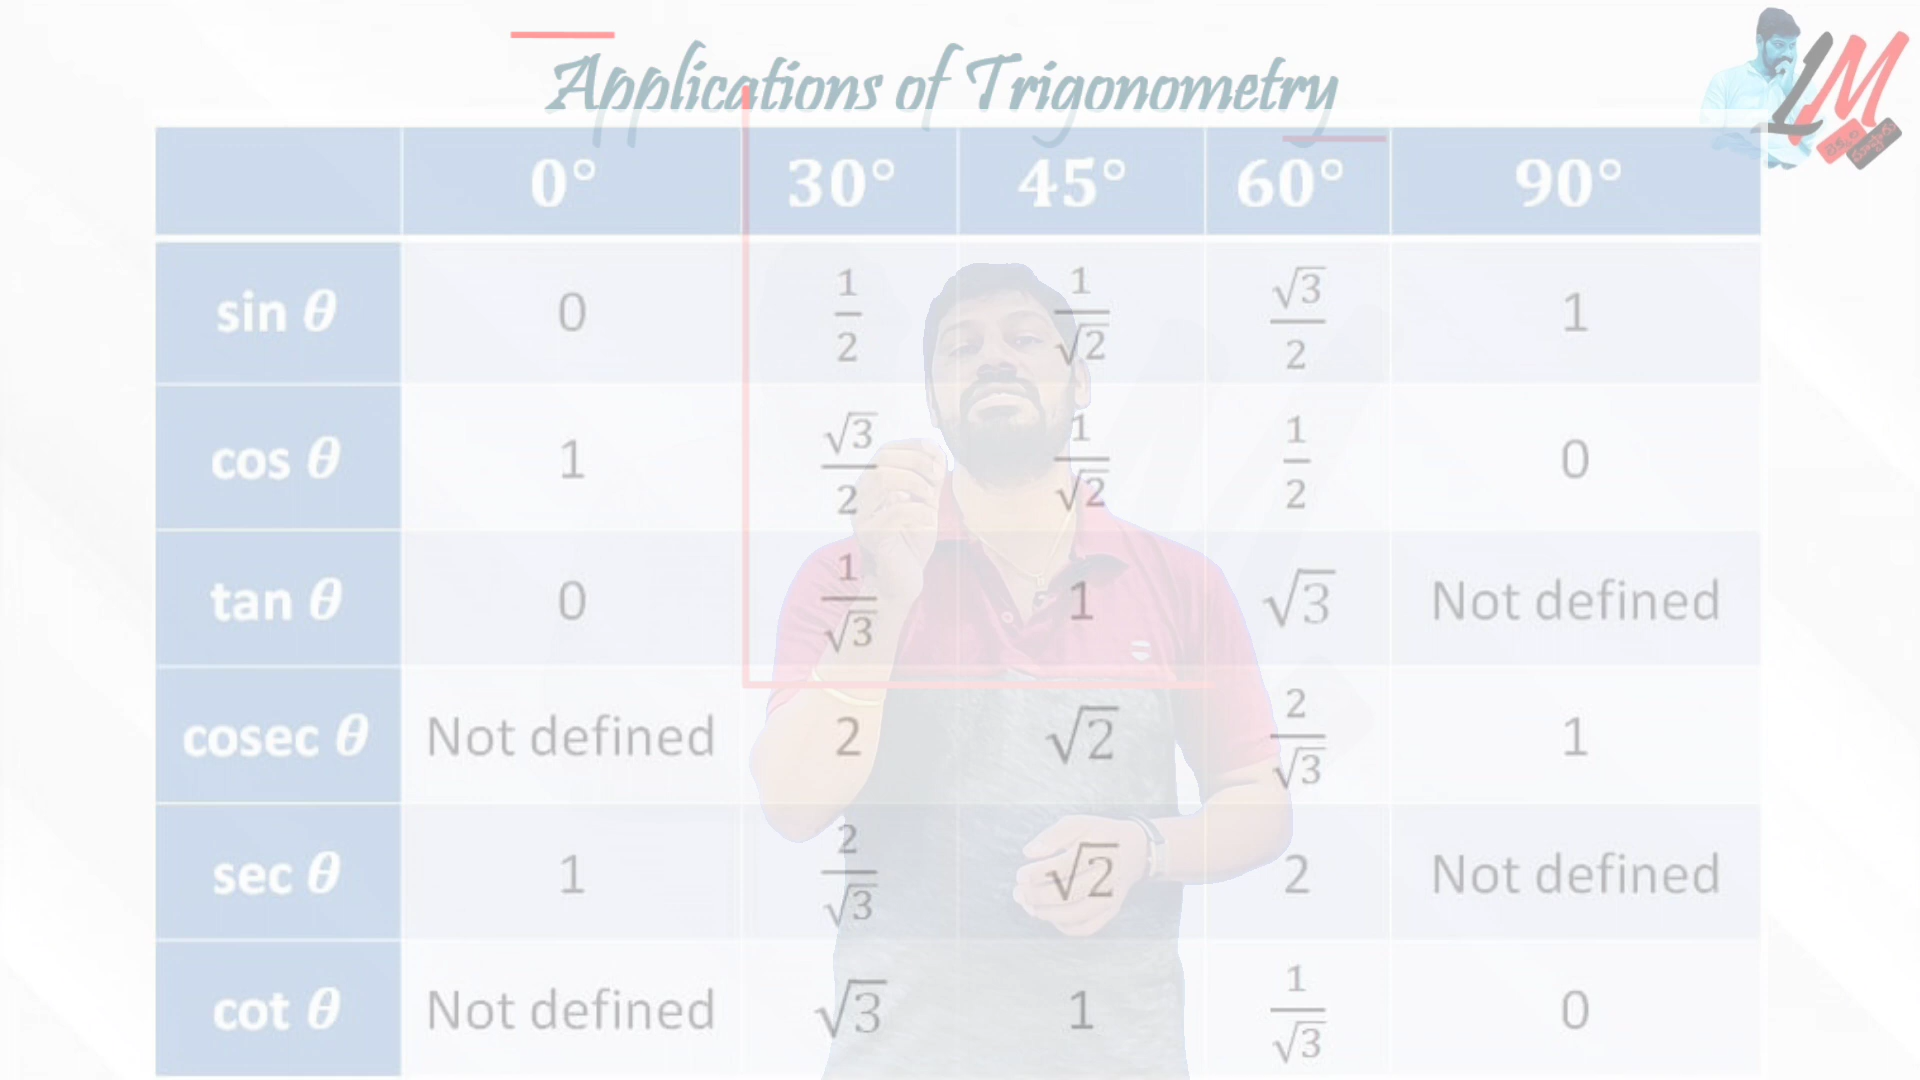 Applications of Trigonometry
LM
0° 30° 45° 60° 90°
sin θ 0 1/2 1/√2 √3/2 1
cos θ 1 √3/2 1/√2 1/2 0
tan θ 0 1/√3 1 √3 Not defined
cosec θ Not defined 2 √2 2/√3 1
sec θ 1 2/√3 √2 2 Not defined
cot θ Not defined √3 1 1/√3 0